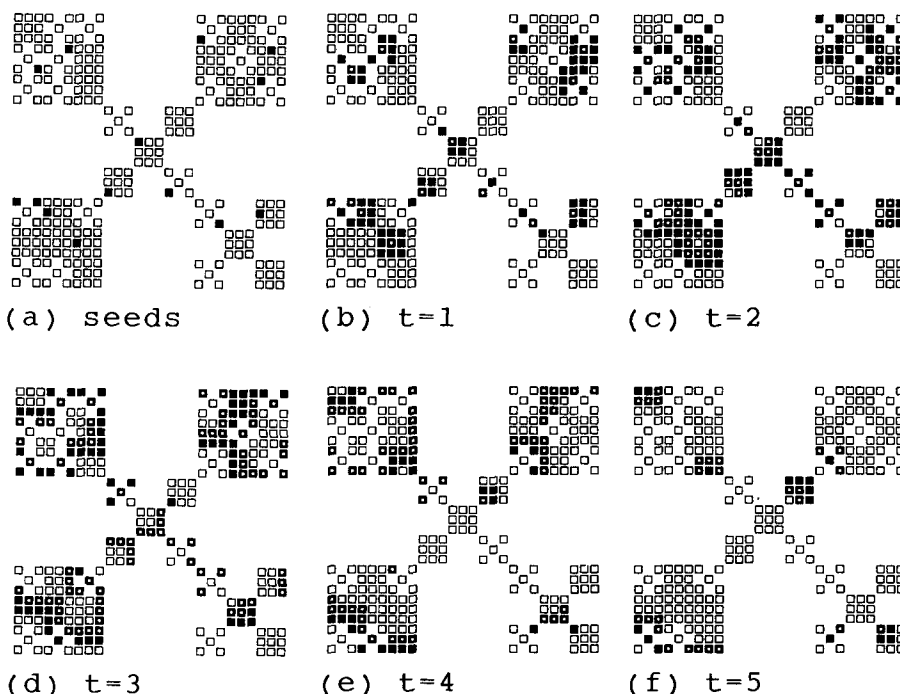 (a) seeds
(b) t=1
(c) t=2
(d) t=3
(e) t=4
(f) t=5